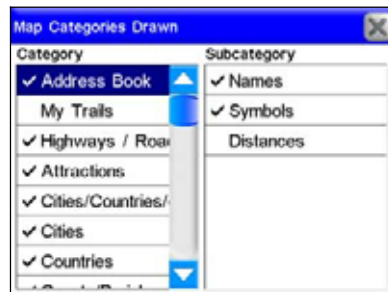 Map Categories Drawn
Category
Subcategory
Address Book
My Trails
Highways / Roa
Attractions
Cities/Countries/
Cities
Countries
Names
Symbols
Distances